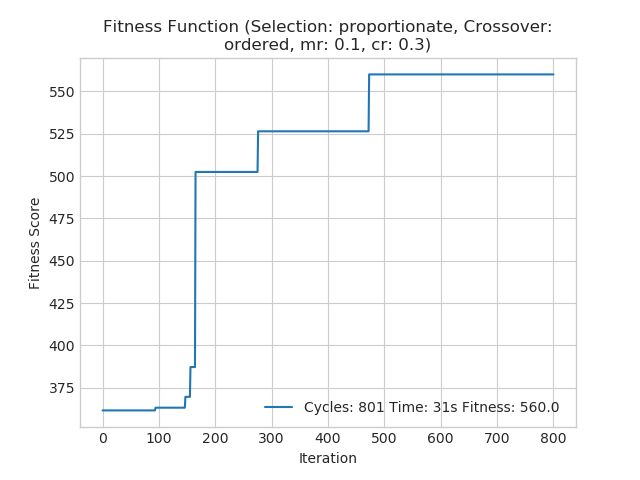 Fitness Function (Selection: proportionate, Crossover:
ordered, mr: 0.1, cr: 0.3)
Fitness Score
550
525
500
475
450
425
400
375
Cycles: 801 Time: 31s Fitness: 560.0
0 100 200 300 400 500 600 700 800
Iteration